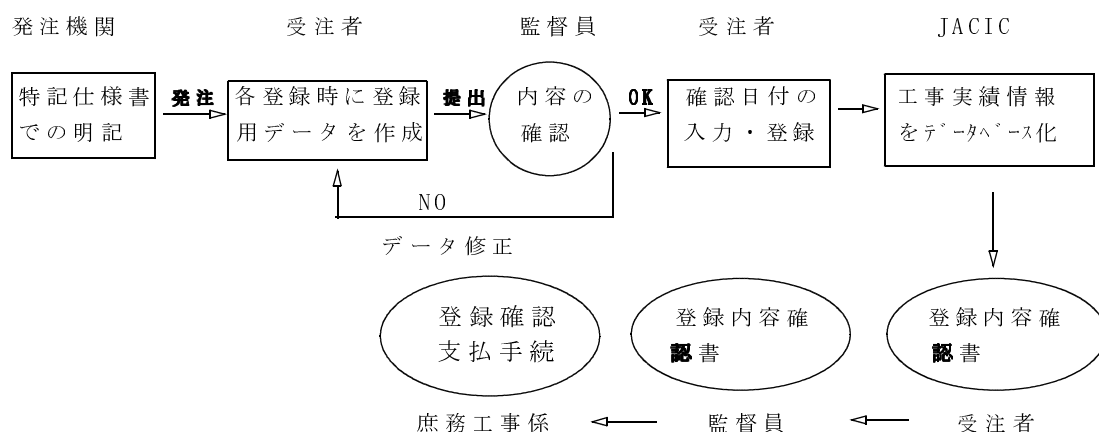 発注機関 受注者 監督員 受注者 JACIC
特記仕様書
での明記
発注
各登録時に登録
用データを作成
提出
内容の
確認
OK
確認日付の
入力・登録
工事実績情報
をデータベース化
NO
データ修正
登録確認
支払手続
登録内容確
認書
登録内容確
認書
庶務工事係 監督員 受注者